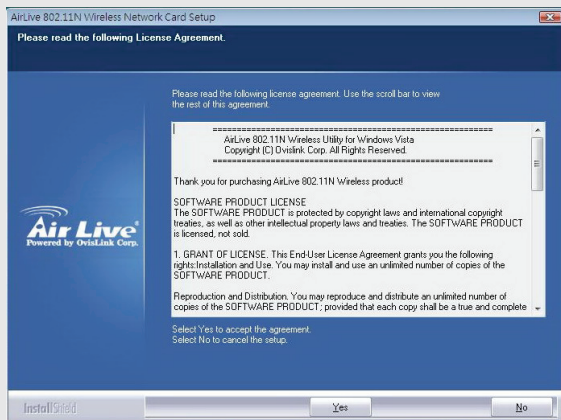 AirLive 802.11N Wireless Network Card Setup
Please read the following License Agreement.
Please read the following license agreement. Use the scroll bar to view
the rest of this agreement.
================================================
AirLive 802.11N Wireless Utility for Windows Vista
Copyright (C) Ovislink Corp. All Rights Reserved.
================================================
Thank you for purchasing AirLive 802.11N Wireless product!
SOFTWARE PRODUCT LICENSE
The SOFTWARE PRODUCT is protected by copyright laws and international copyright
treaties, as well as other intellectual property laws and treaties. The SOFTWARE PRODUCT
is licensed, not sold.
1. GRANT OF LICENSE. This End-User License Agreement grants you the following
rights:Installation and Use. You may install and use an unlimited number of copies of the
SOFTWARE PRODUCT.
Reproduction and Distribution. You may reproduce and distribute an unlimited number of
copies of the SOFTWARE PRODUCT; provided that each copy shall be a true and complete
Air Live
Powered by OvisLink Corp.
Select Yes to accept the agreement.
Select No to cancel the setup.
InstallShield
Yes
No